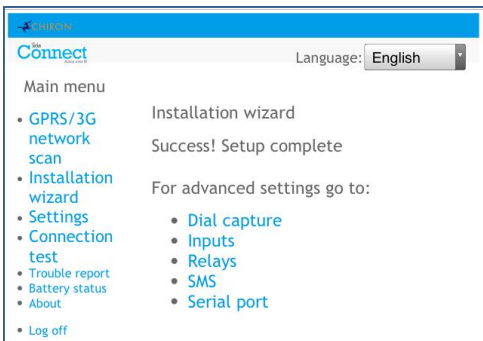 CHIRON
iris
Connect
Language: English
Main menu
GPRS/3G
network
scan
Installation
wizard
Settings
Connection
test
Trouble report
Battery status
About
Log off
Installation wizard
Success! Setup complete
For advanced settings go to:
Dial capture
Inputs
Relays
SMS
Serial port